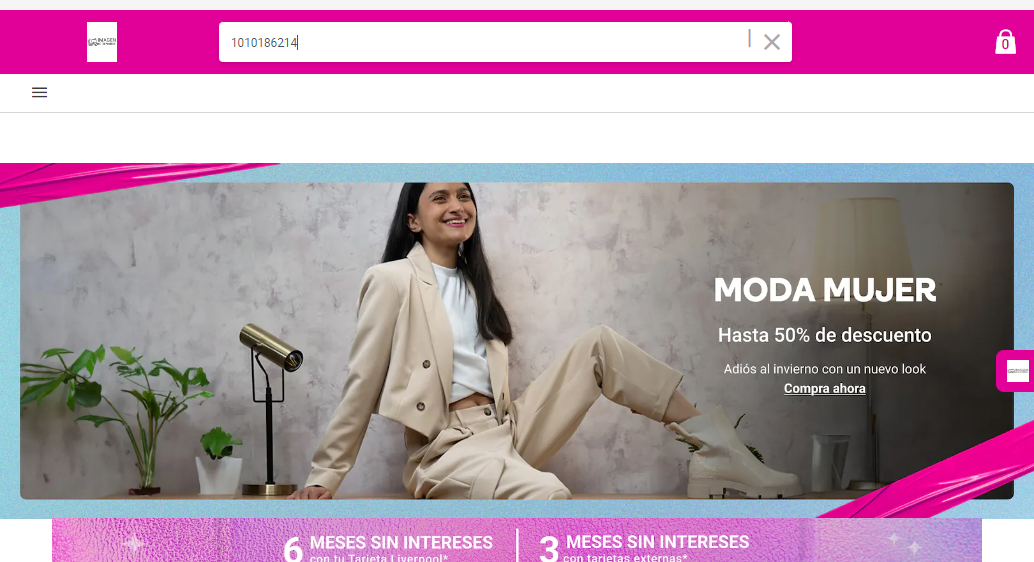 1010186214
0
MODA MUJER
Hasta 50% de descuento
Adiós al invierno con un nuevo look
Compra ahora
6 MESES SIN INTERESES
con tu Tarjeta Liverpool*
3 MESES SIN INTERESES
con tarjetas externas*